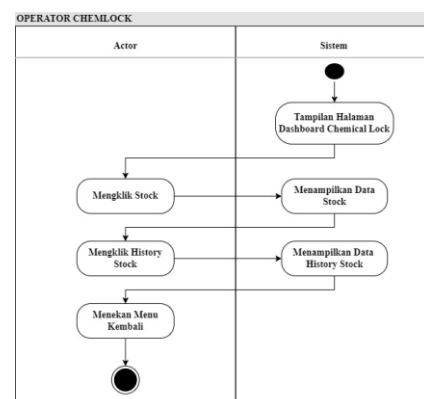 OPERATOR CHEMLOCK
Actor
Sistem
Tampilan Halaman
Dashboard Chemical Lock
Mengklik Stock
Menampilkan Data
Stock
Mengklik History
Stock
Menampilkan Data
History Stock
Menekan Menu
Kembali